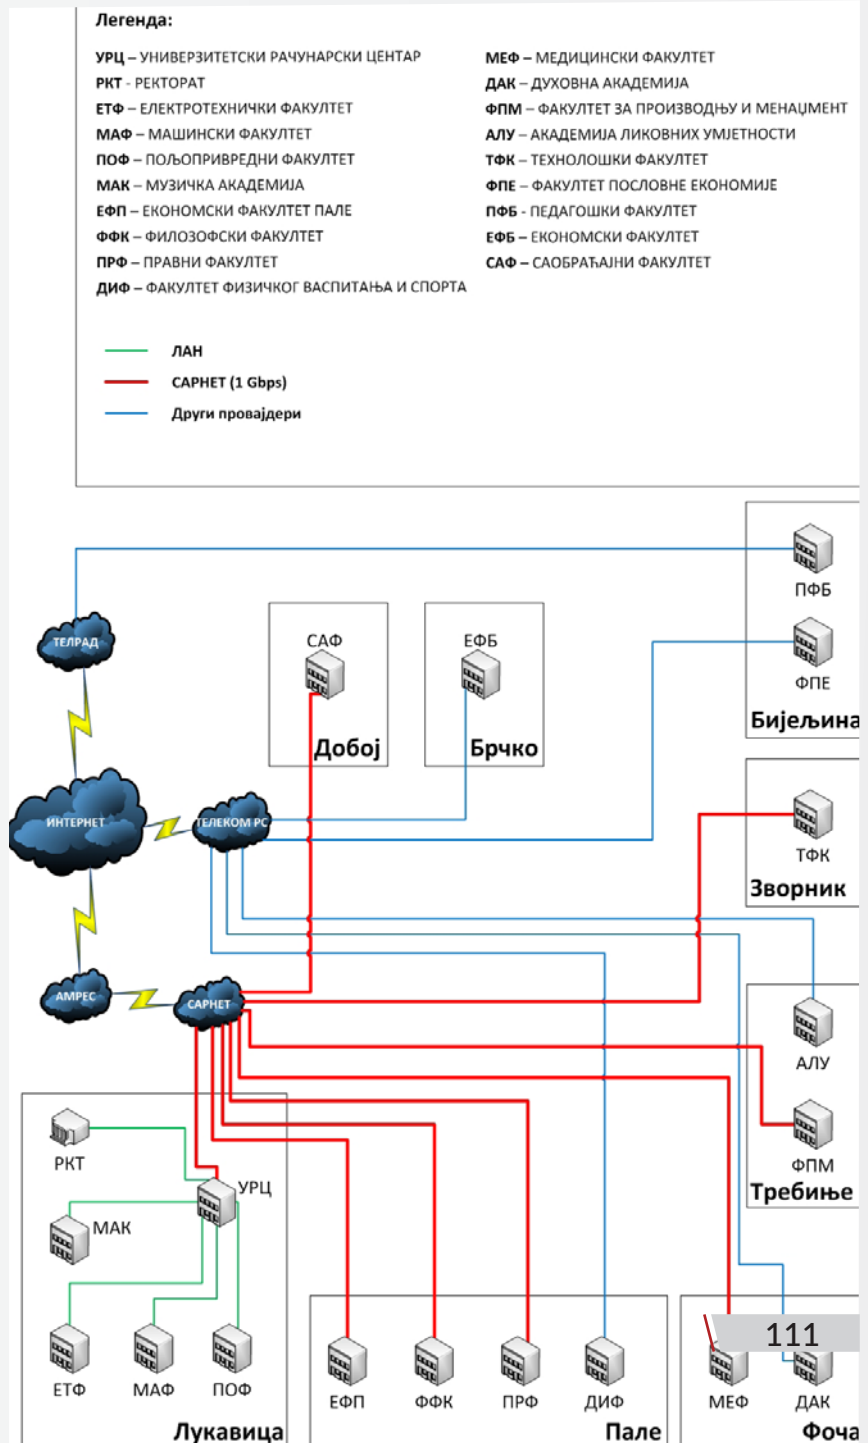 Легенда:
УРЦ – УНИВЕРЗИТЕТСКИ РАЧУНАРСКИ ЦЕНТАР
РКТ - РЕКТОРАТ
ЕТФ – ЕЛЕКТРОТЕХНИЧКИ ФАКУЛТЕТ
МАФ – МАШИНСКИ ФАКУЛТЕТ
ПОФ – ПОЉОПРИВРЕДНИ ФАКУЛТЕТ
МАК – МУЗИЧКА АКАДЕМИЈА
ЕФП – ЕКОНОМСКИ ФАКУЛТЕТ ПАЛЕ
ФФК – ФИЛОЗОФСКИ ФАКУЛТЕТ
ПРФ – ПРАВНИ ФАКУЛТЕТ
ДИФ – ФАКУЛТЕТ ФИЗИЧКОГ ВАСПИТАЊА И СПОРТА
МЕФ – МЕДИЦИНСКИ ФАКУЛТЕТ
ДАК – ДУХОВНА АКАДЕМИЈА
ФПМ – ФАКУЛТЕТ ЗА ПРОИЗВОДЊУ И МЕНАЏМЕНТ
АЛУ – АКАДЕМИЈА ЛИКОВНИХ УМЈЕТНОСТИ
ТФК – ТЕХНОЛОШКИ ФАКУЛТЕТ
ФПЕ – ФАКУЛТЕТ ПОСЛОВНЕ ЕКОНОМИЈЕ
ПФБ - ПЕДАГОШКИ ФАКУЛТЕТ
ЕФБ – ЕКОНОМСКИ ФАКУЛТЕТ
САФ – САОБРАЋАЈНИ ФАКУЛТЕТ
ЛАН
САРНЕТ (1 Gbps)
Други провајдери
ПФБ
ФПЕ
Бијељина
ТЕЛРАД
САФ
Добој
ЕФБ
Брчко
ИНТЕРНЕТ
ТЕЛЕКОМ РС
ТФК
Зворник
АМРЕС
САРНЕТ
АЛУ
ФПМ
Требиње
РКТ
УРЦ
МАК
ЕТФ
МАФ
ПОФ
Лукавица
ЕФП
ФФК
ПРФ
ДИФ
Пале
111
МЕФ
ДАК
Фоча